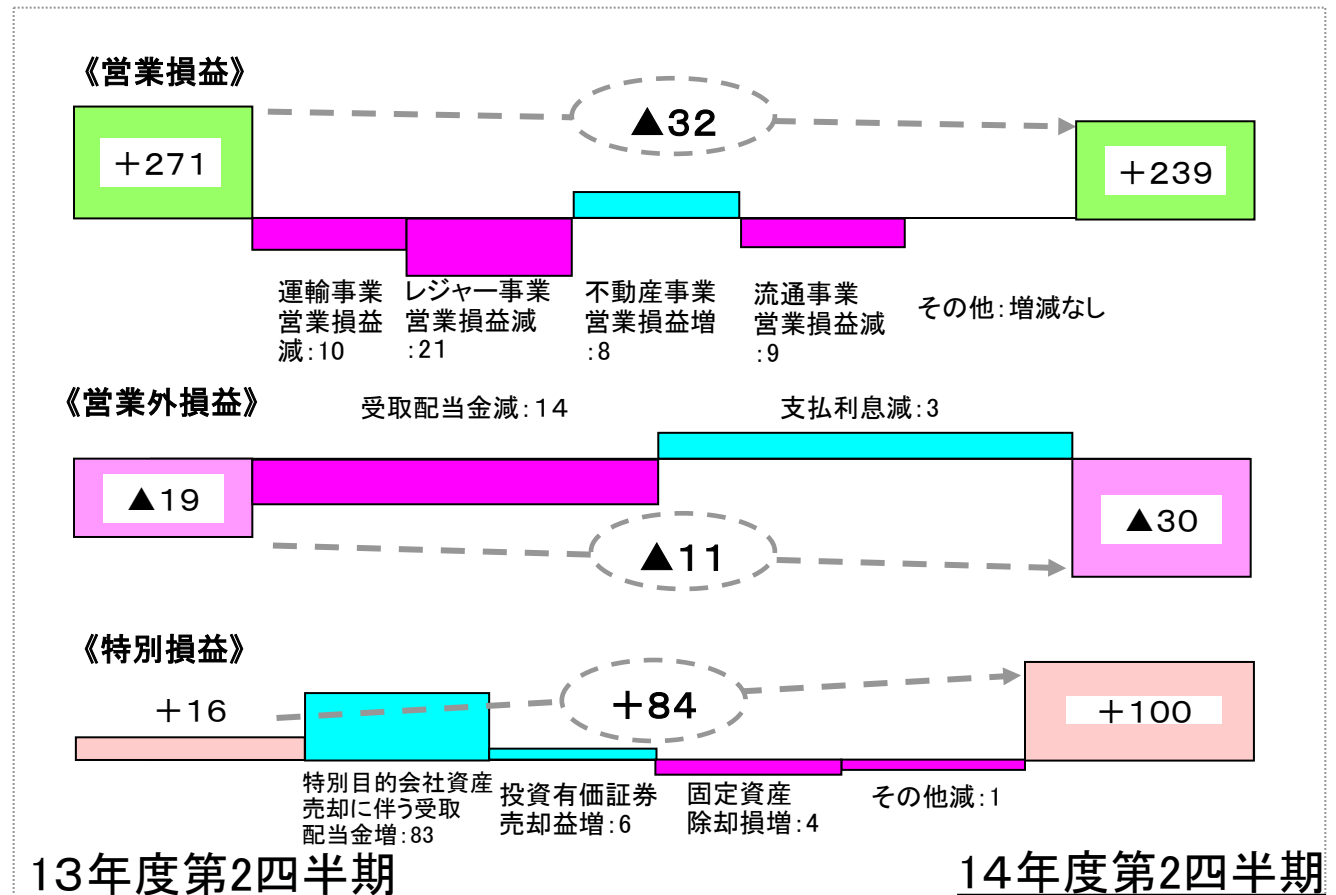 《営業損益》
▲32
+271
+239
運輸事業
営業損益
減:10
レジャー事業
営業損益減
:21
不動産事業
営業損益増
:8
流通事業
営業損益減
:9
その他:増減なし
《営業外損益》
受取配当金減:14
支払利息減:3
▲19
▲30
▲11
《特別損益》
+16
+84
+100
特別目的会社資産
売却に伴う受取
配当金増:83
投資有価証券
売却益増:6
固定資産
除却損増:4
その他減:1
13年度第2四半期
14年度第2四半期